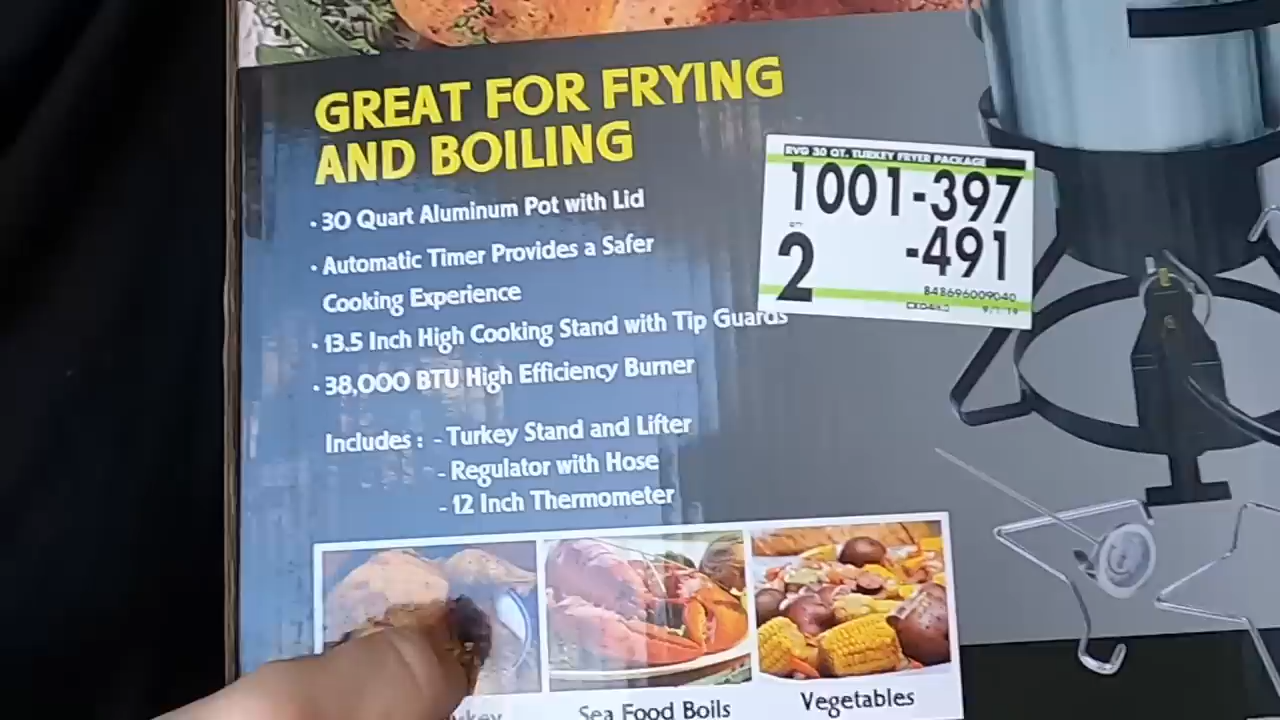 GREAT FOR FRYING
AND BOILING
· 30 Quart Aluminum Pot with Lid
· Automatic Timer Provides a Safer
Cooking Experience
· 13.5 Inch High Cooking Stand with Tip Guards
· 38,000 BTU High Efficiency Burner
Includes : - Turkey Stand and Lifter
- Regulator with Hose
- 12 Inch Thermometer
RVG 30 QT. TURKEY FRYER PACKAGE
1001-397
QTY
2
-491
848696009040
Sea Food Boils
Vegetables